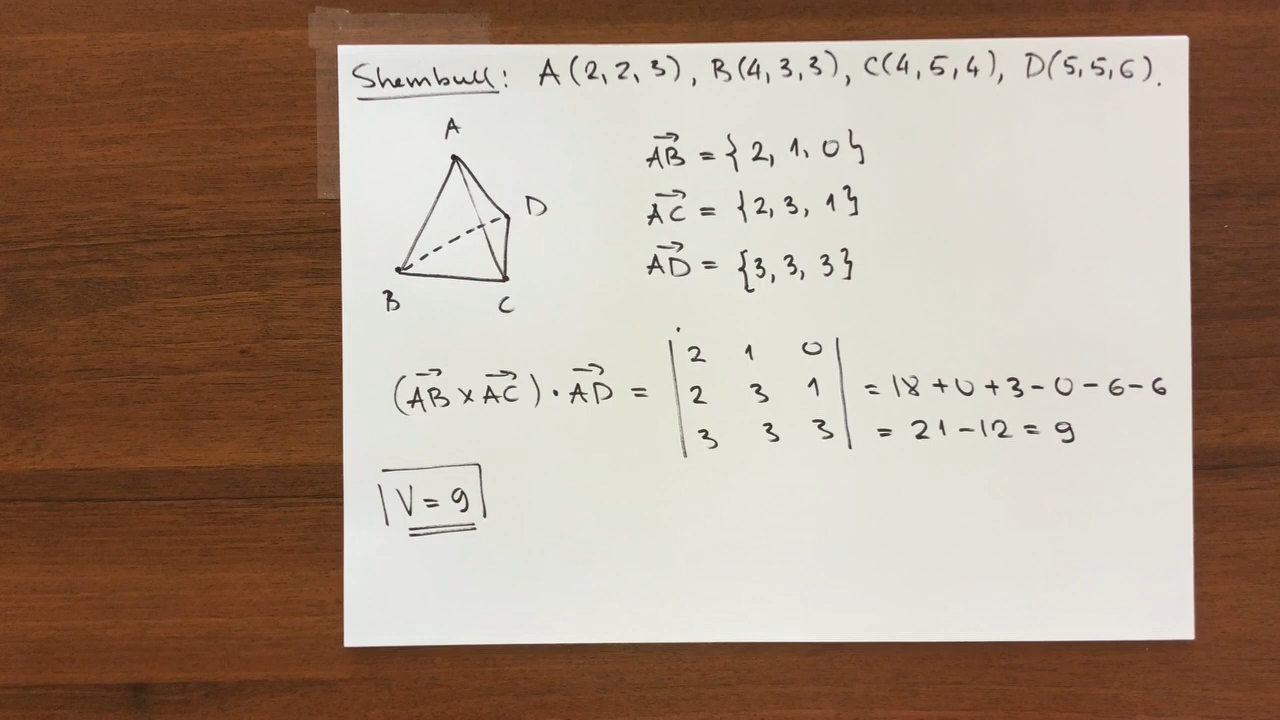 Shembull: A(2,2,3), B(4,3,3), C(4,5,4), D(5,5,6).
A
D
B
C
→AB = {2, 1, 0}
→AC = {2, 3, 1}
→AD = {3, 3, 3}
(→AB × →AC) · →AD = | 2 1 0 |
| 2 3 1 | = 18 + 0 + 3 - 0 - 6 - 6
| 3 3 3 | = 21 - 12 = 9
|V = 9|